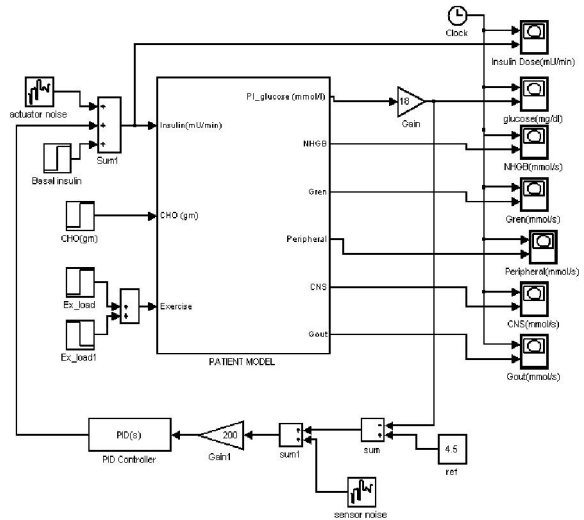 Clock
Insulin Dose(mU/min)
actuator noise
Insulin(mU/min)
PI_glucose (mmol/l)
18
Gain
glucose(mg/dl)
Basal insulin
Sum1
NHGB
NHGB(mmol/s)
CHO(gm)
CHO (gm)
Gren
Gren(mmol/s)
Peripheral
Peripheral(mmol/s)
Ex_load
Exercise
CNS
CNS(mmol/s)
Ex_load1
Gout
Gout(mmol/s)
PATIENT MODEL
PID(s)
PID Controller
200
Gain1
sum1
sum
4.5
ref
sensor noise